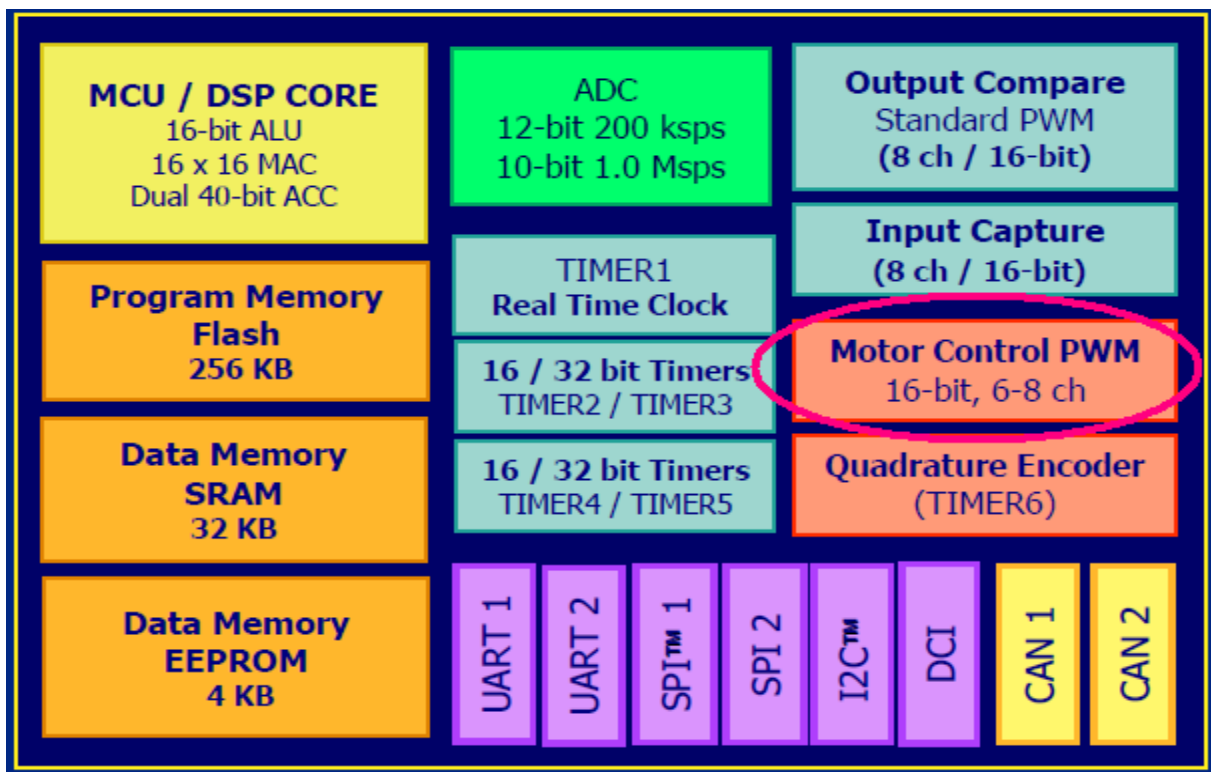 MCU / DSP CORE
16-bit ALU
16 x 16 MAC
Dual 40-bit ACC
Program Memory
Flash
256 KB
Data Memory
SRAM
32 KB
Data Memory
EEPROM
4 KB
ADC
12-bit 200 ksps
10-bit 1.0 Msps
TIMER1
Real Time Clock
16 / 32 bit Timers
TIMER2 / TIMER3
16 / 32 bit Timers
TIMER4 / TIMER5
Output Compare
Standard PWM
(8 ch / 16-bit)
Input Capture
(8 ch / 16-bit)
Motor Control PWM
16-bit, 6-8 ch
Quadrature Encoder
(TIMER6)
UART 1
UART 2
SPI™ 1
SPI 2
I2C™
DCI
CAN 1
CAN 2